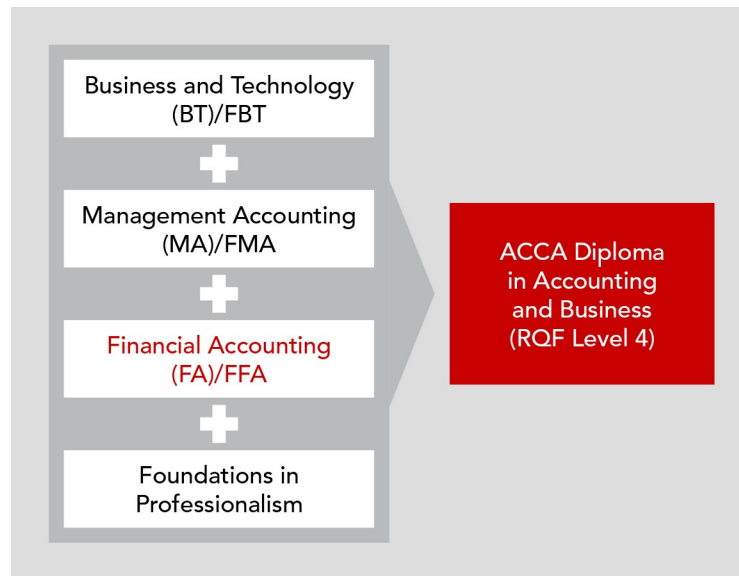 Business and Technology
(BT)/FBT
Management Accounting
(MA)/FMA
Financial Accounting
(FA)/FFA
Foundations in
Professionalism
ACCA Diploma
in Accounting
and Business
(RQF Level 4)